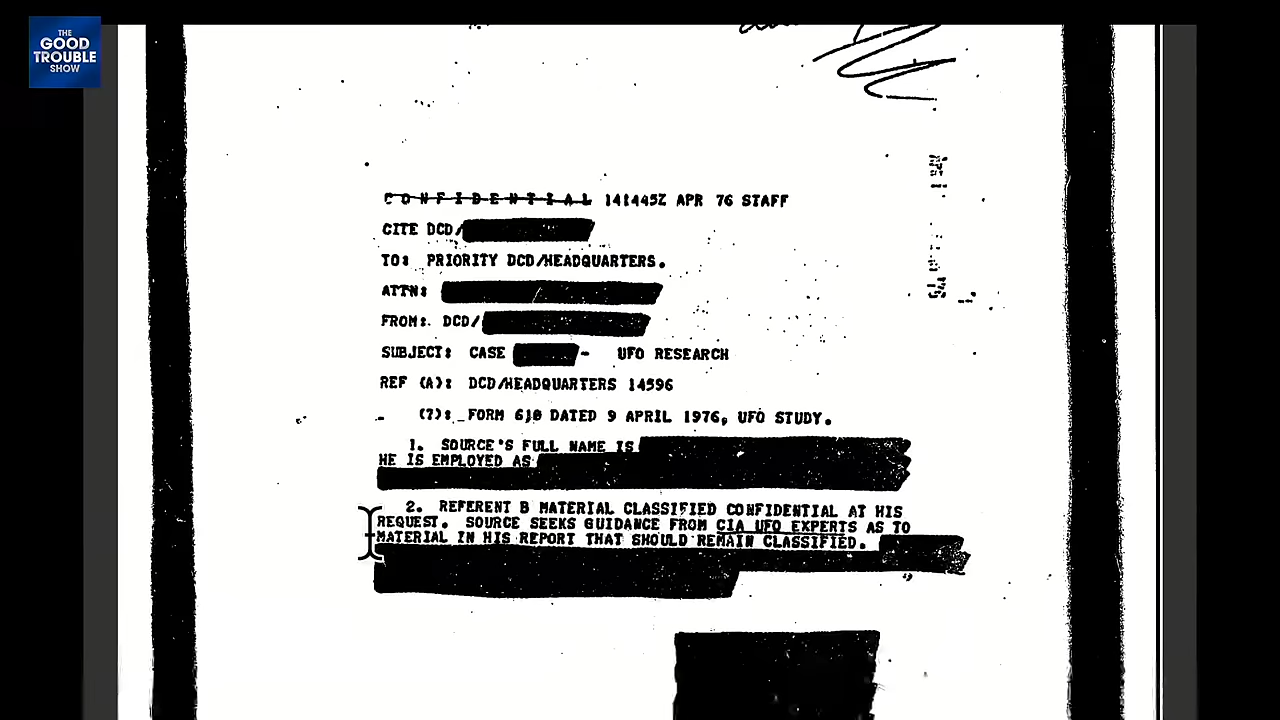 THE
GOOD
TROUBLE
SHOW
CONFIDENTIAL 141445Z APR 76 STAFF
CITE DCD/
TO: PRIORITY DCD/HEADQUARTERS.
ATTN:
FROM: DCD/
SUBJECT: CASE - UFO RESEARCH
REF (A): DCD/HEADQUARTERS 14596
- (?): FORM 610 DATED 9 APRIL 1976, UFO STUDY.
1. SOURCE'S FULL NAME IS
HE IS EMPLOYED AS
2. REFERENT B MATERIAL CLASSIFIED CONFIDENTIAL AT HIS
REQUEST. SOURCE SEEKS GUIDANCE FROM CIA UFO EXPERTS AS TO
MATERIAL IN HIS REPORT THAT SHOULD REMAIN CLASSIFIED.